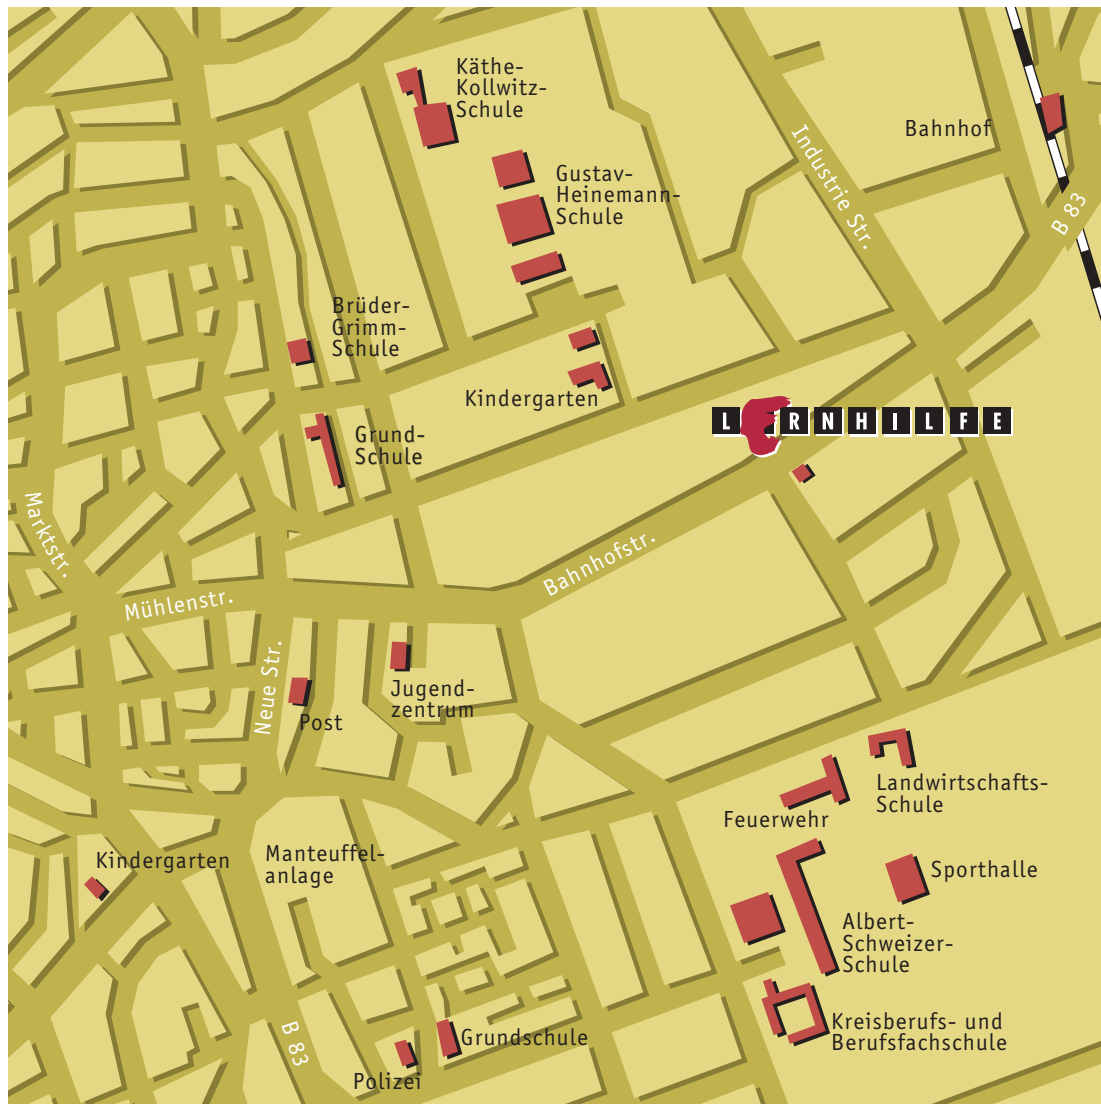 Käthe-
Kollwitz-
Schule
Bahnhof
Industrie Str.
Gustav-
Heinemann-
Schule
B 83
Brüder-
Grimm-
Schule
Kindergarten
LERNHILFE
Grund-
Schule
Marktstr.
Bahnhofstr.
Mühlenstr.
Neue Str.
Jugend-
zentrum
Post
Landwirtschafts-
Schule
Feuerwehr
Kindergarten
Manteuffel-
anlage
Sporthalle
Albert-
Schweizer-
Schule
B 83
Grundschule
Kreisberufs- und
Berufsfachschule
Polizei